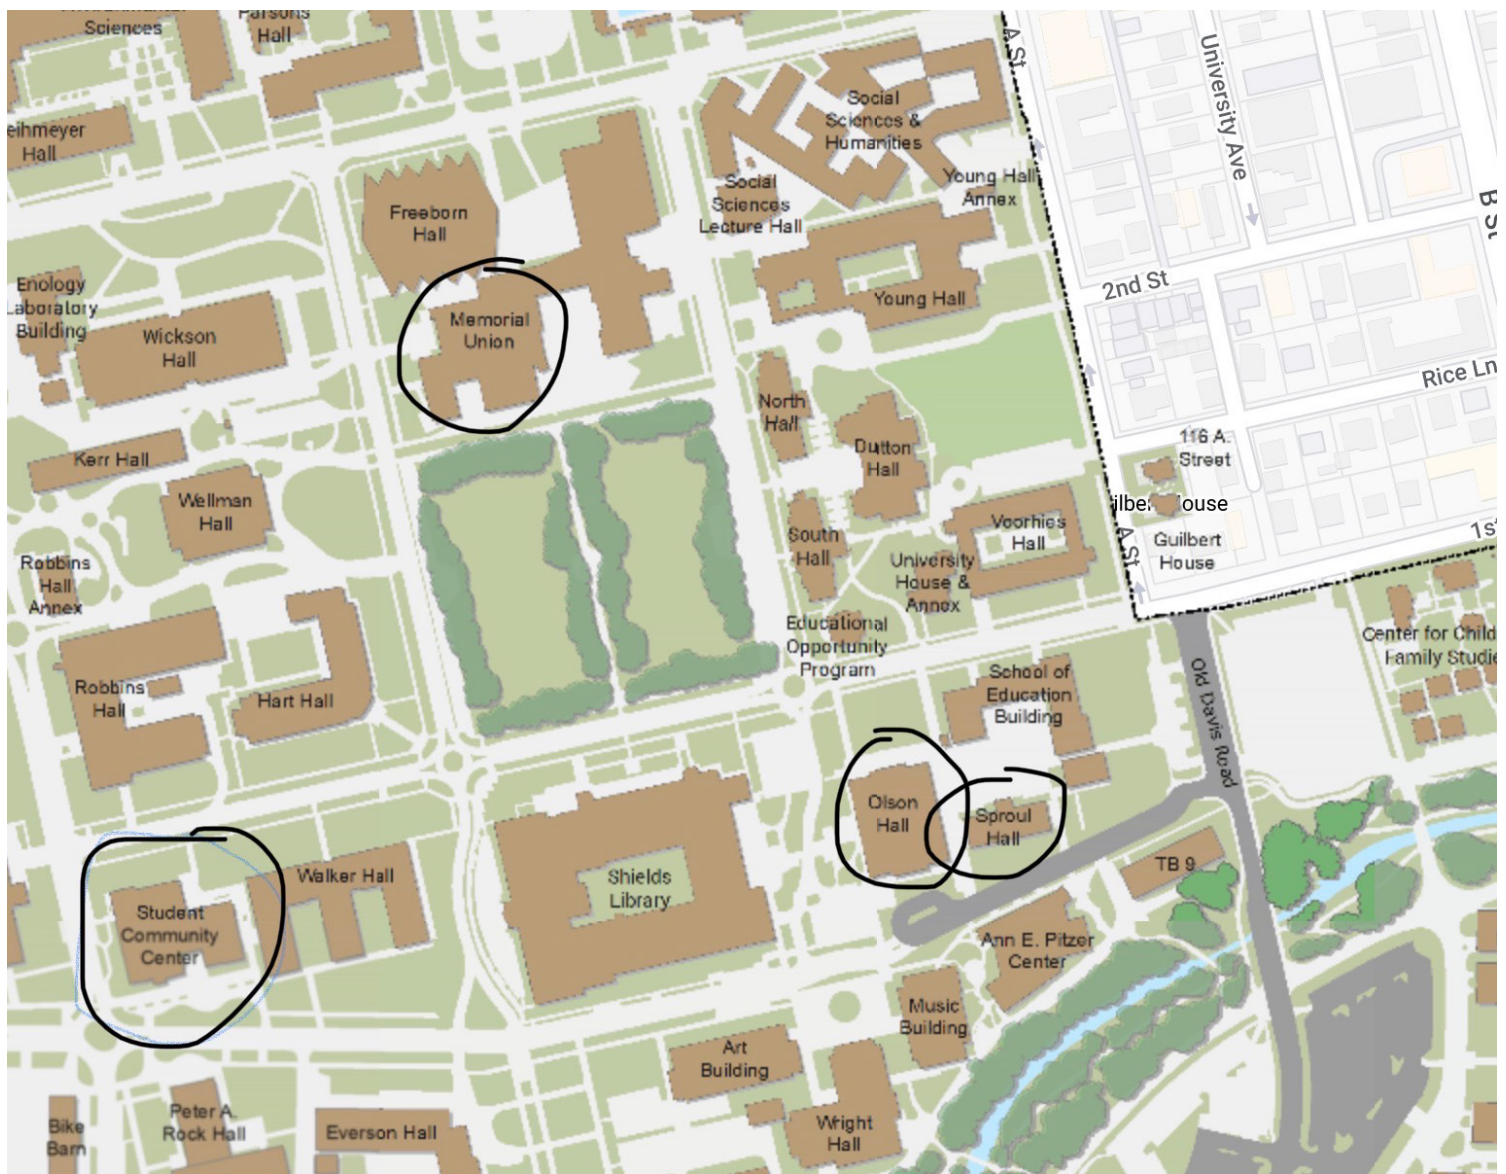 Sciences
Parsons
Hall
A St
University Ave
B St
Social
Sciences &
Humanities
Hall
Young Hall
Annex
Social
Sciences
Lecture Hall
Freeborn
Hall
2nd St
Young Hall
Enology
Laboratory
Building
Wickson
Hall
Memorial
Union
Rice Ln
North
Hall
Dutton
Hall
116 A.
Street
Kerr Hall
Wellman
Hall
House
Guilbert
House
A St
1st
Voorhies
Hall
South
Hall
University
House &
Annex
Robbins
Hall
Annex
Educational
Opportunity
Program
Center for Child
Family Studie
School of
Education
Building
Robbins
Hall
Hart Hall
Old Davis Road
Olson
Hall
Sproul
Hall
TB 9
Walker Hall
Shields
Library
Student
Community
Center
Ann E. Pitzer
Center
Music
Building
Art
Building
Peter A.
Rock Hall
Everson Hall
Wright
Hall
Bike
Barn